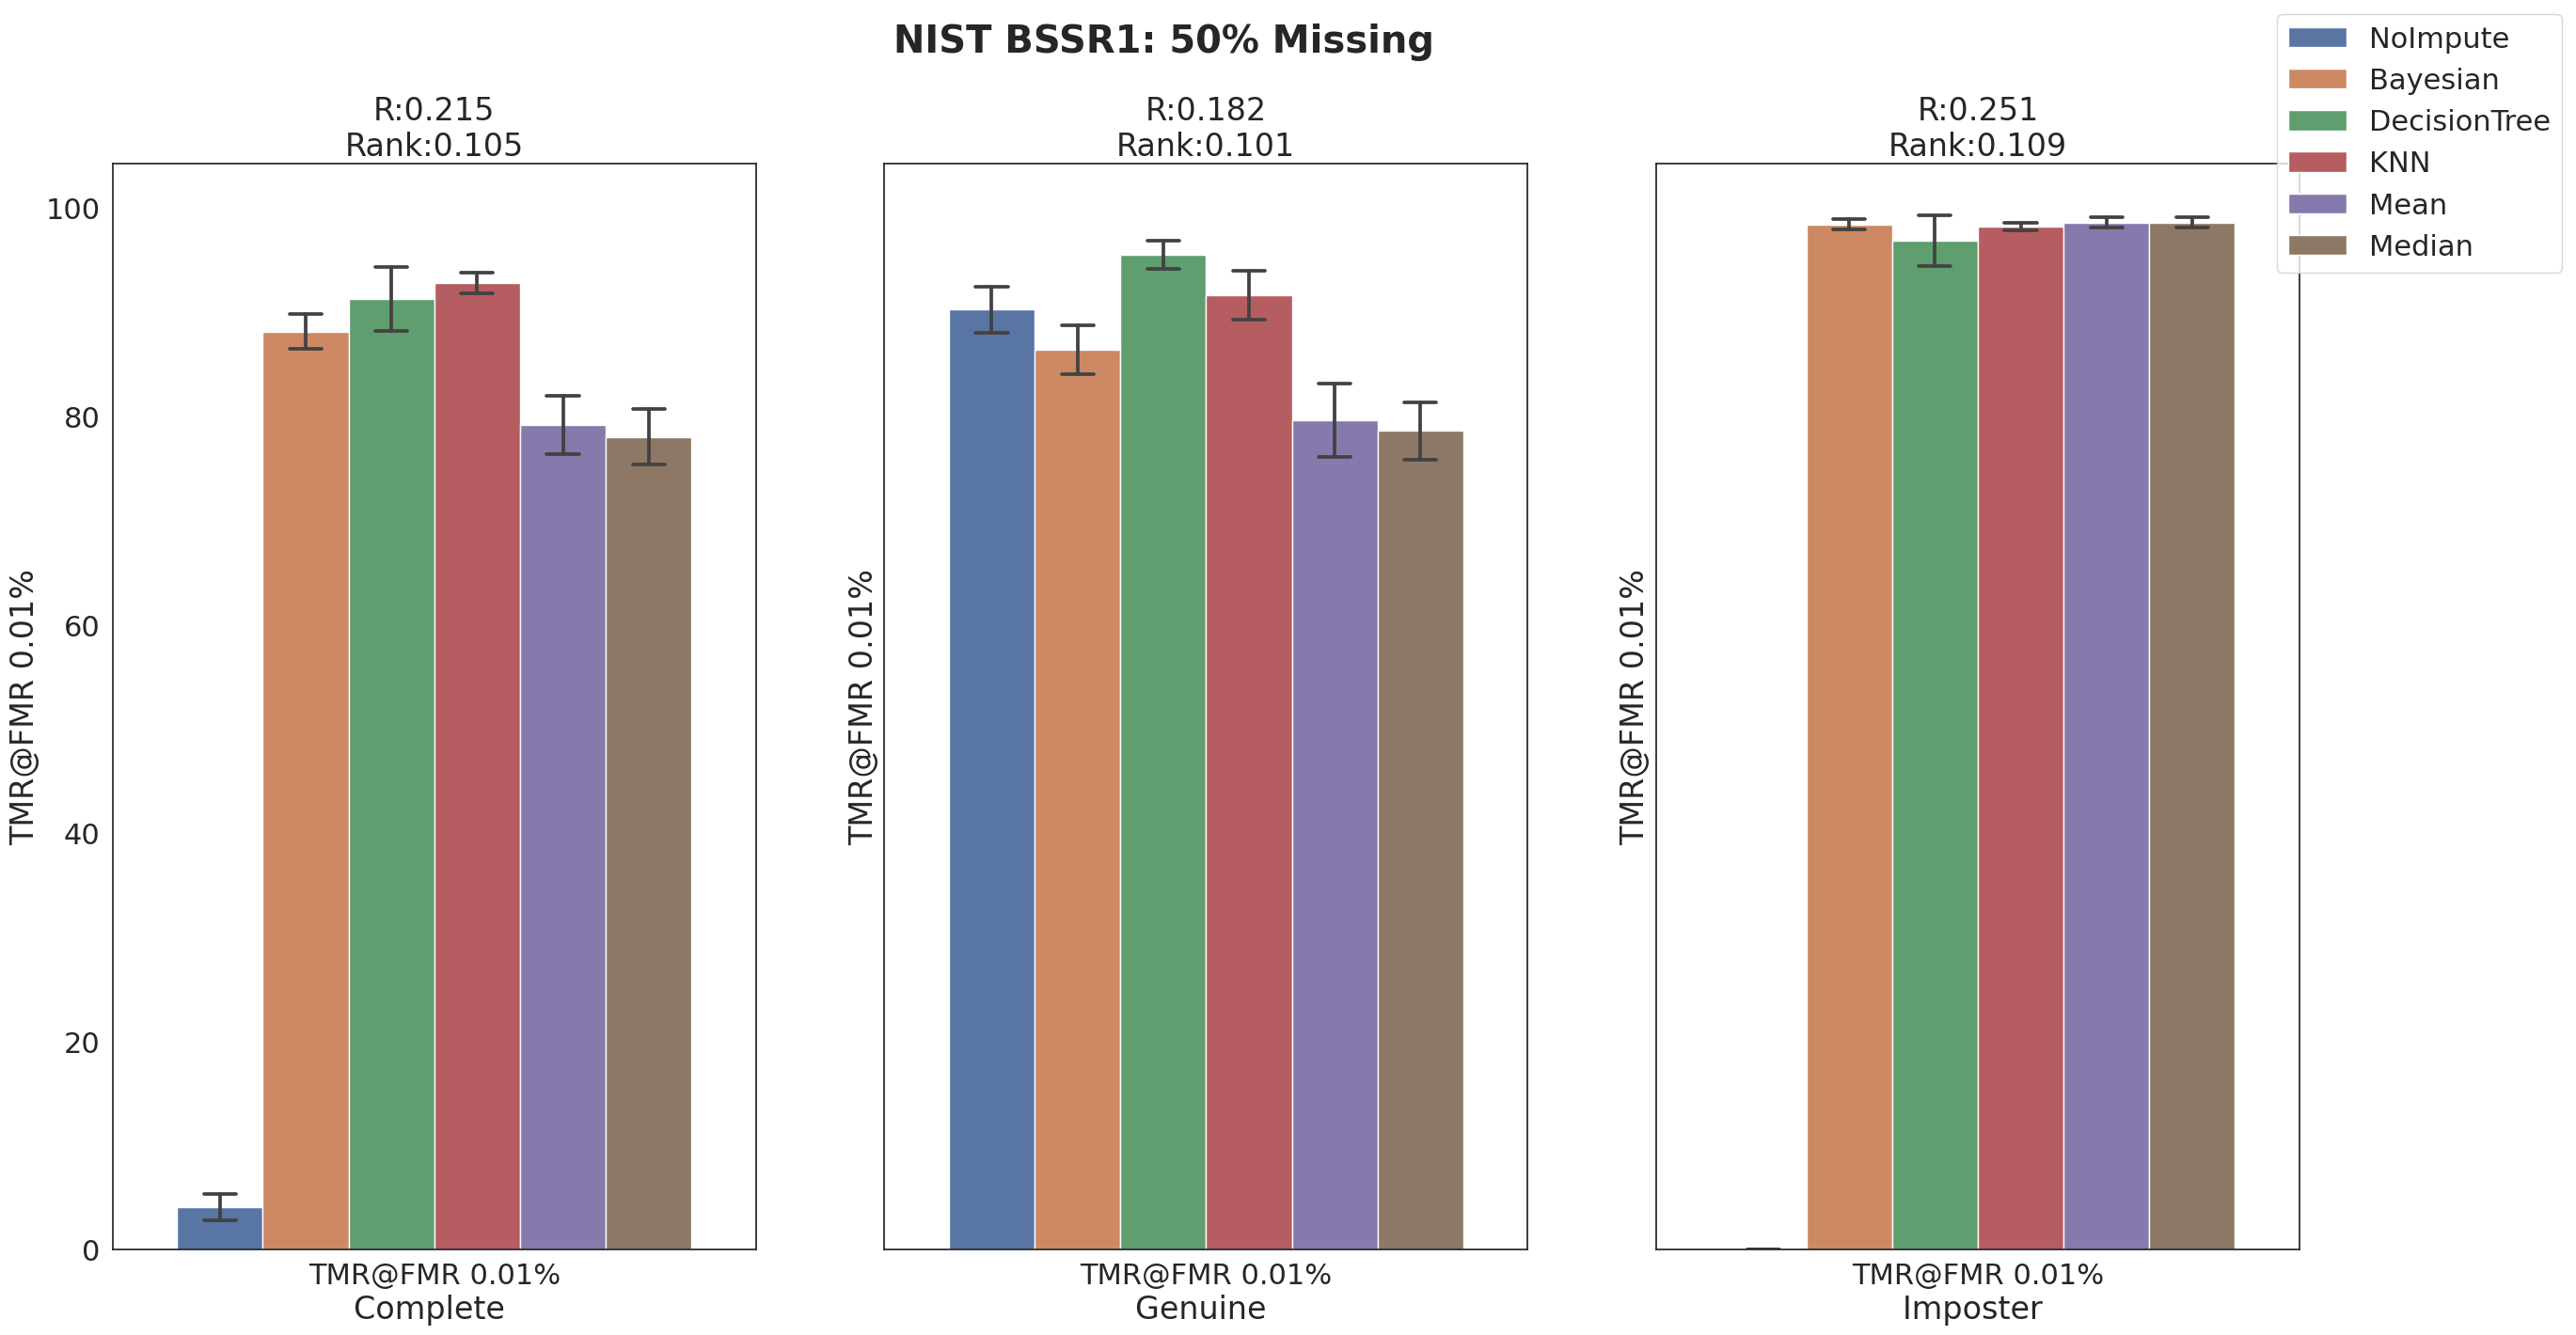 NIST BSSR1: 50% Missing
NoImpute
Bayesian
DecisionTree
KNN
Mean
Median
R:0.215
Rank:0.105
R:0.182
Rank:0.101
R:0.251
Rank:0.109
100
80
60
40
20
0
TMR@FMR 0.01%
TMR@FMR 0.01%
TMR@FMR 0.01%
TMR@FMR 0.01%
Complete
TMR@FMR 0.01%
Genuine
TMR@FMR 0.01%
Imposter